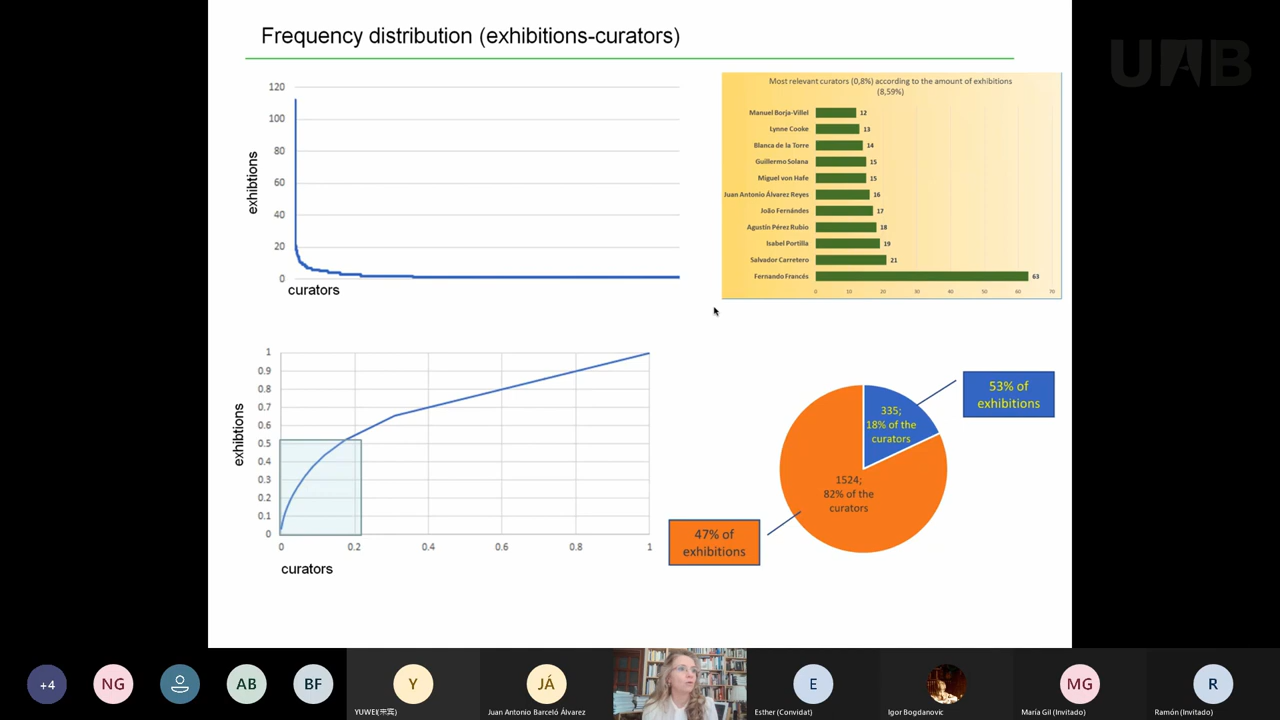 Frequency distribution (exhibitions-curators)
UAB
120
100
80
60
40
20
0
exhibtions
curators
Most relevant curators (0,8%) according to the amount of exhibitions
(8,59%)
Manuel Borja-Villel 12
Lynne Cooke 13
Blanca de la Torre 14
Guillermo Solana 15
Miguel von Hafe 15
Juan Antonio Álvarez Reyes 16
João Fernándes 17
Agustín Pérez Rubio 18
Isabel Portilla 19
Salvador Carretero 21
Fernando Francés 63
0 10 20 30 40 50 60 70
1
0.9
0.8
0.7
0.6
0.5
0.4
0.3
0.2
0.1
0
exhibtions
0 0.2 0.4 0.6 0.8 1
curators
53% of
exhibitions
335;
18% of the
curators
1524;
82% of the
curators
47% of
exhibitions
+4
NG
AB
BF
Y
JÁ
E
MG
R
Juan Antonio Barceló Álvarez
Esther (Convidat)
Igor Bogdanovic
María Gil (Invitado)
Ramón (Invitado)